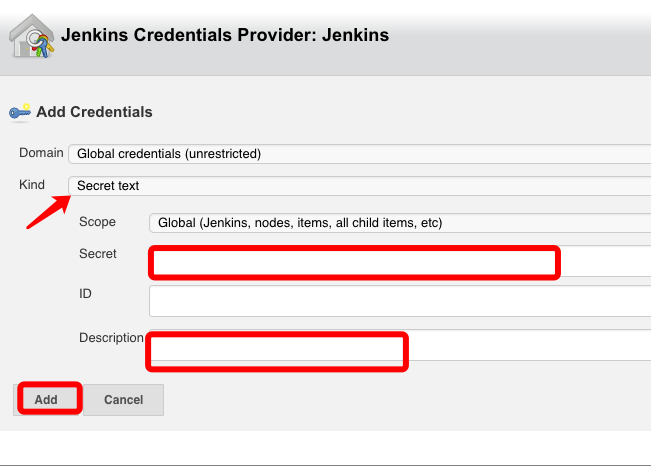 Jenkins Credentials Provider: Jenkins
Add Credentials
Domain Global credentials (unrestricted)
Kind Secret text
Scope Global (Jenkins, nodes, items, all child items, etc)
Secret
ID
Description
Add Cancel